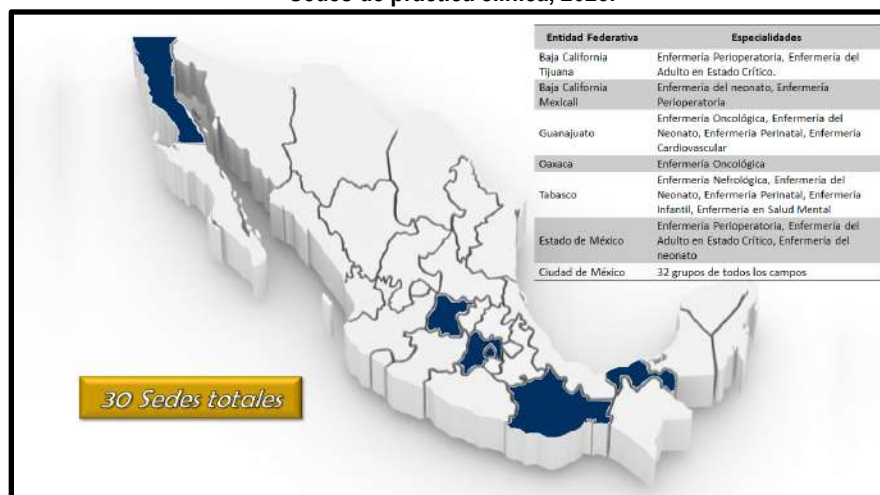 Sedes de práctica clínica, 2020.
Entidad Federativa Especialidades
Baja California Enfermería Perioperatoria, Enfermería del
Tijuana Adulto en Estado Crítico.
Baja California Enfermería del neonato, Enfermería
Mexicali Perioperatoria
Enfermería Oncológica, Enfermería del
Guanajuato Neonato, Enfermería Perinatal, Enfermería
Cardiovascular
Oaxaca Enfermería Oncológica
Enfermería Nefrológica, Enfermería del
Tabasco Neonato, Enfermería Perinatal, Enfermería
Infantil, Enfermería en Salud Mental
Enfermería Perioperatoria, Enfermería del
Estado de México Adulto en Estado Crítico, Enfermería del
neonato
Ciudad de México 32 grupos de todos los campos
30 Sedes totales